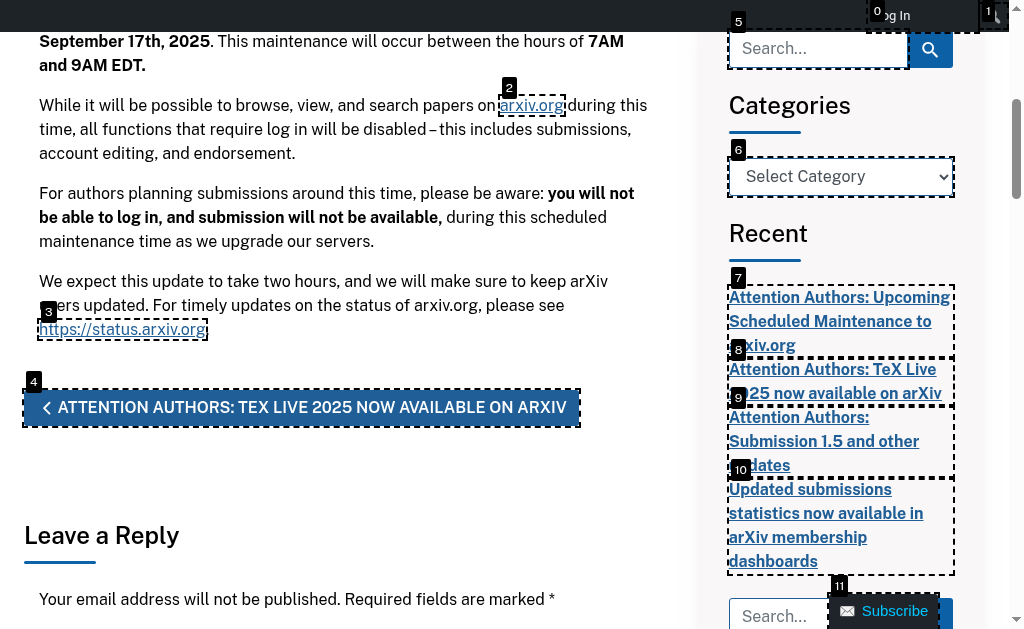 0
Log In
1
September 17th, 2025. This maintenance will occur between the hours of 7AM
and 9AM EDT.
2
While it will be possible to browse, view, and search papers on arxiv.org during this
time, all functions that require log in will be disabled – this includes submissions,
account editing, and endorsement.
For authors planning submissions around this time, please be aware: you will not
be able to log in, and submission will not be available, during this scheduled
maintenance time as we upgrade our servers.
We expect this update to take two hours, and we will make sure to keep arXiv
users updated. For timely updates on the status of arxiv.org, please see
3
https://status.arxiv.org
4
ATTENTION AUTHORS: TEX LIVE 2025 NOW AVAILABLE ON ARXIV
Leave a Reply
Your email address will not be published. Required fields are marked *
5
Search...
Categories
6
Select Category
Recent
7
Attention Authors: Upcoming
Scheduled Maintenance to
arxiv.org
8
Attention Authors: TeX Live
2025 now available on arXiv
9
Attention Authors:
Submission 1.5 and other
updates
10
Updated submissions
statistics now available in
arXiv membership
dashboards
11
Search...
Subscribe